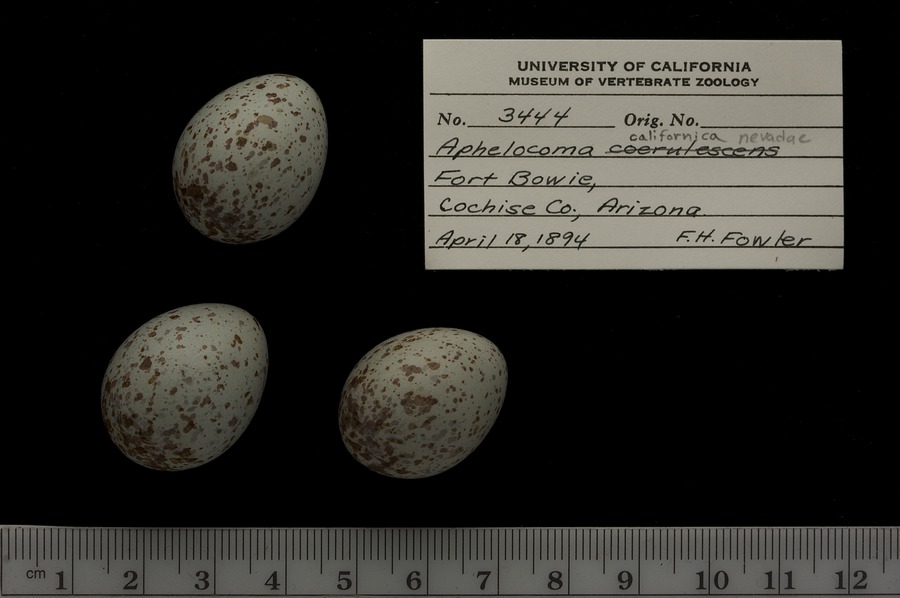 UNIVERSITY OF CALIFORNIA
MUSEUM OF VERTEBRATE ZOOLOGY
No. 3444 Orig. No.
californica nevadae
Aphelocoma coerulescens
Fort Bowie,
Cochise Co., Arizona
April 18, 1894 F.H. Fowler
cm 1 2 3 4 5 6 7 8 9 10 11 12